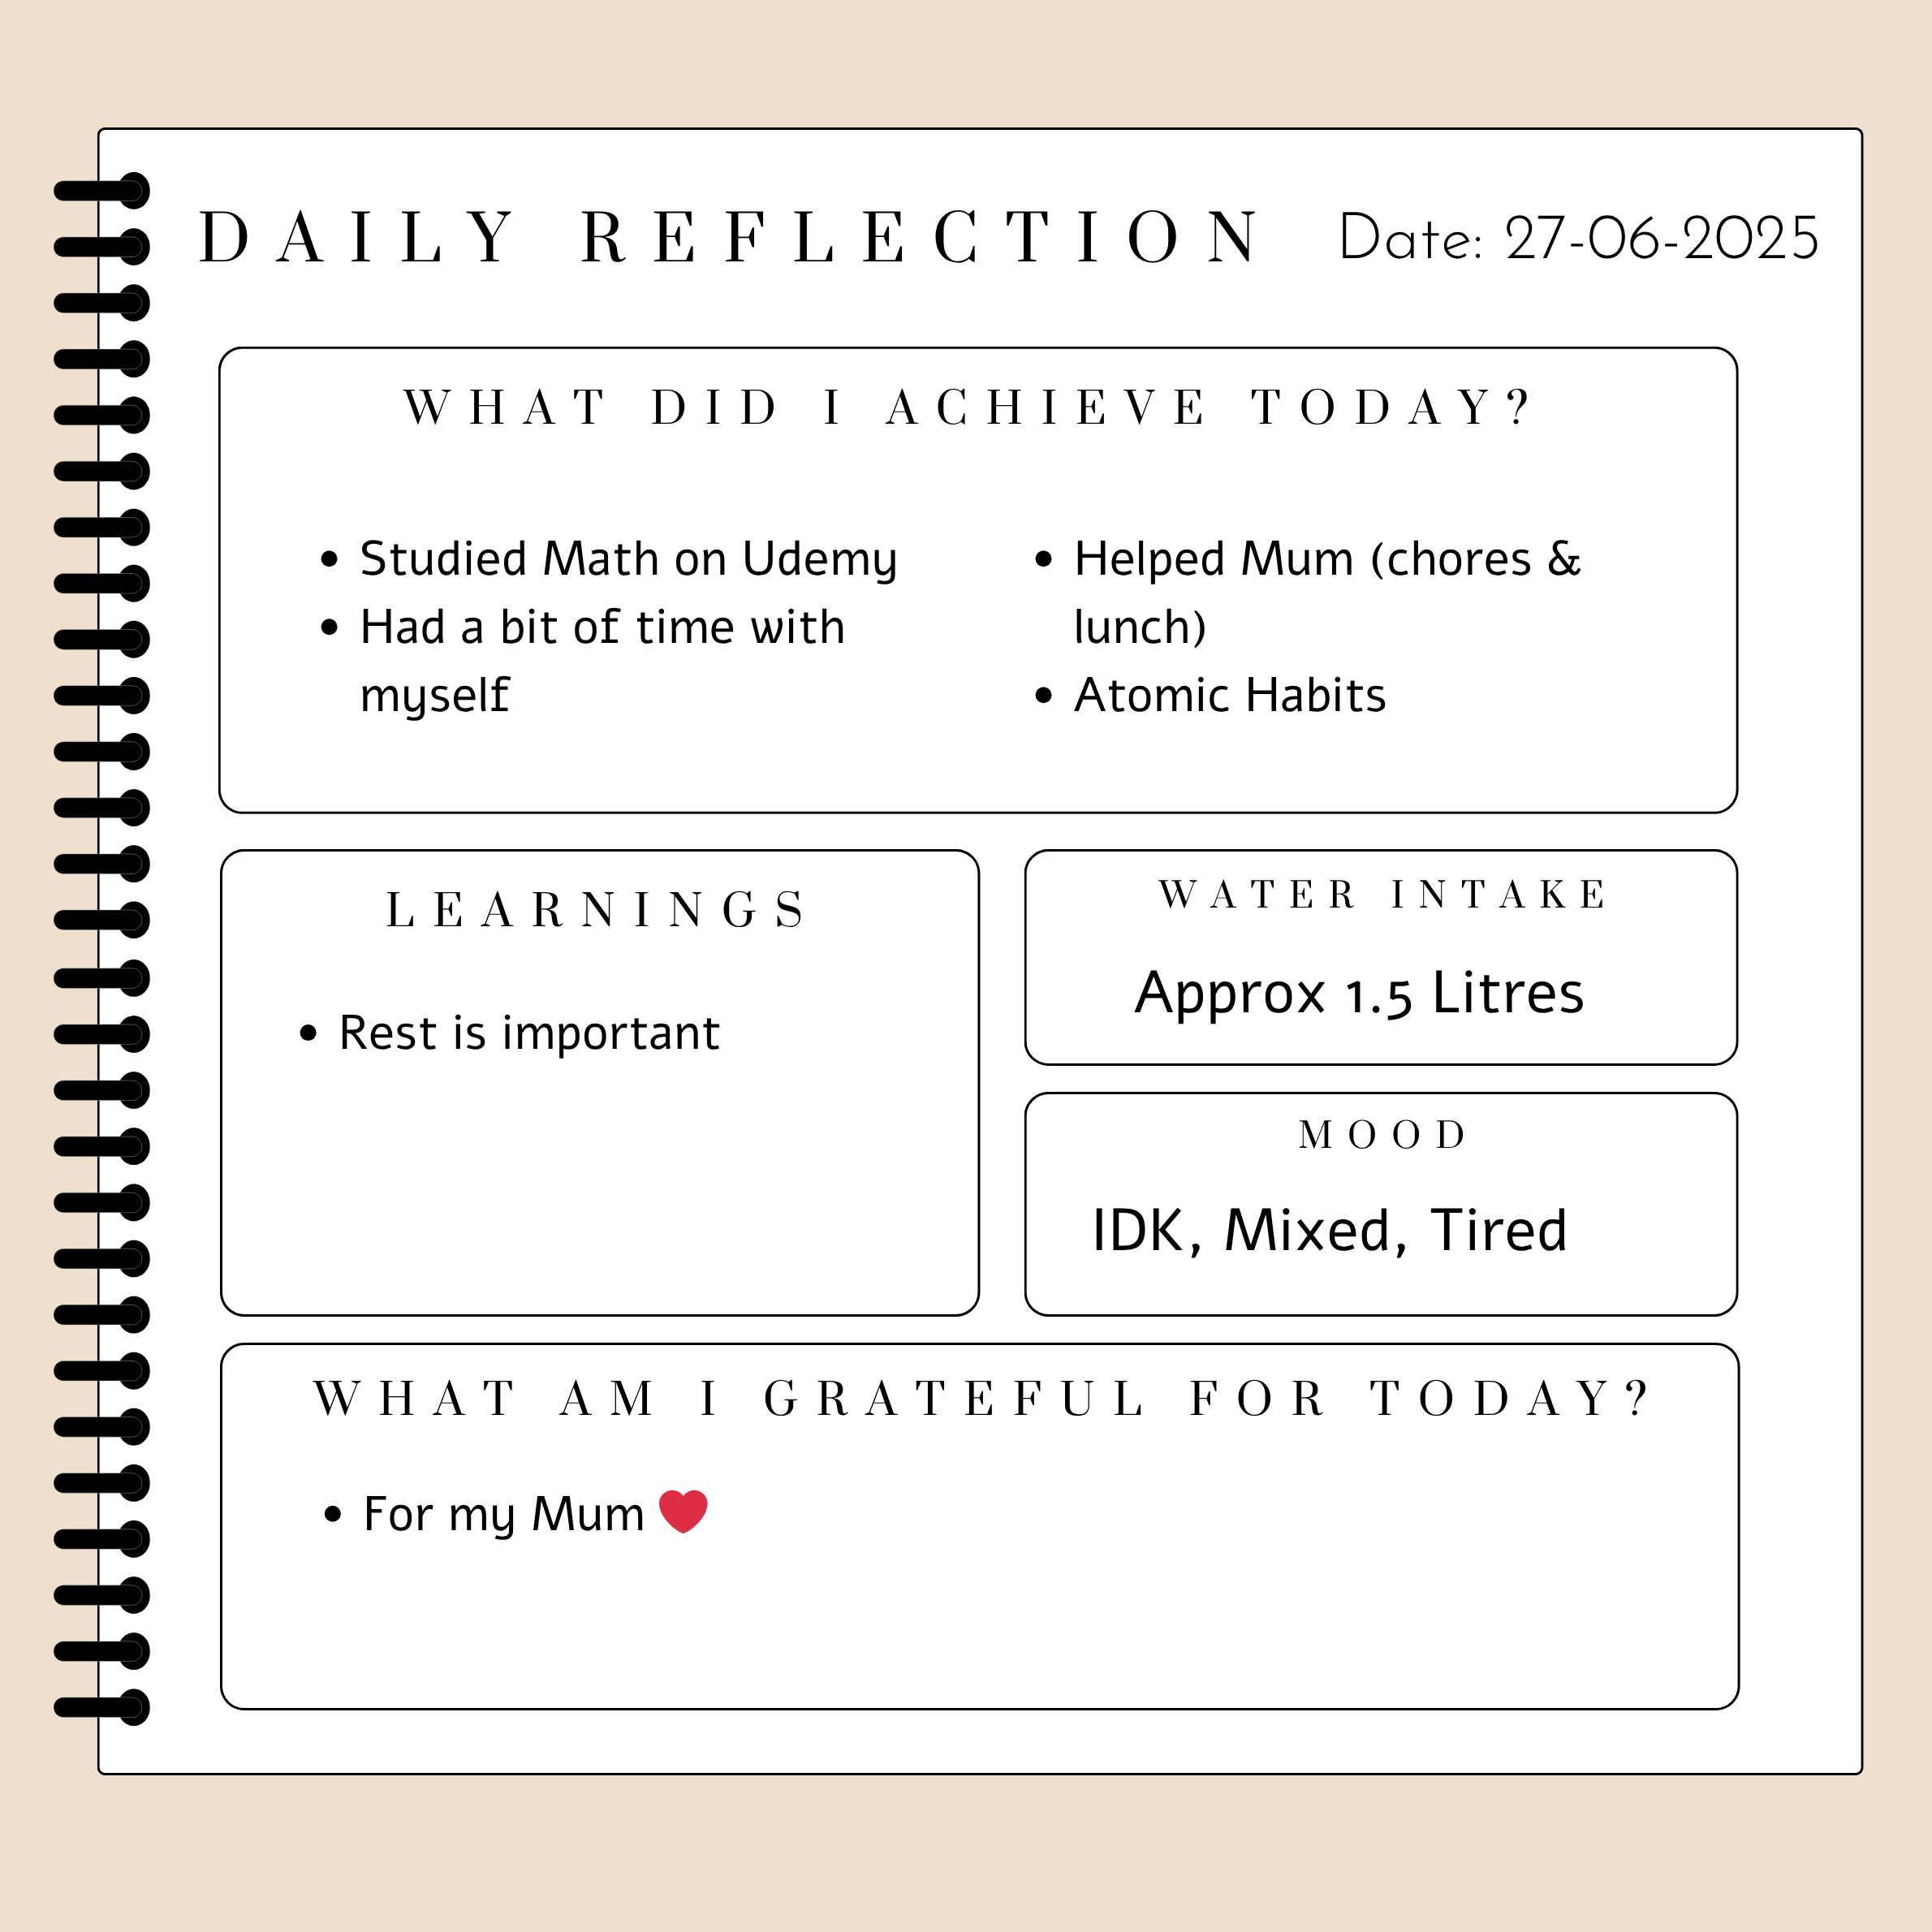 DAILY REFLECTION Date: 27-06-2025
WHAT DID I ACHIEVE TODAY?
• Studied Math on Udemy
• Had a bit of time with
myself
• Helped Mum (chores &
lunch)
• Atomic Habits
LEARNINGS
• Rest is important
WATER INTAKE
Approx 1.5 Litres
MOOD
IDK, Mixed, Tired
WHAT AM I GRATEFUL FOR TODAY?
• For my Mum ❤️